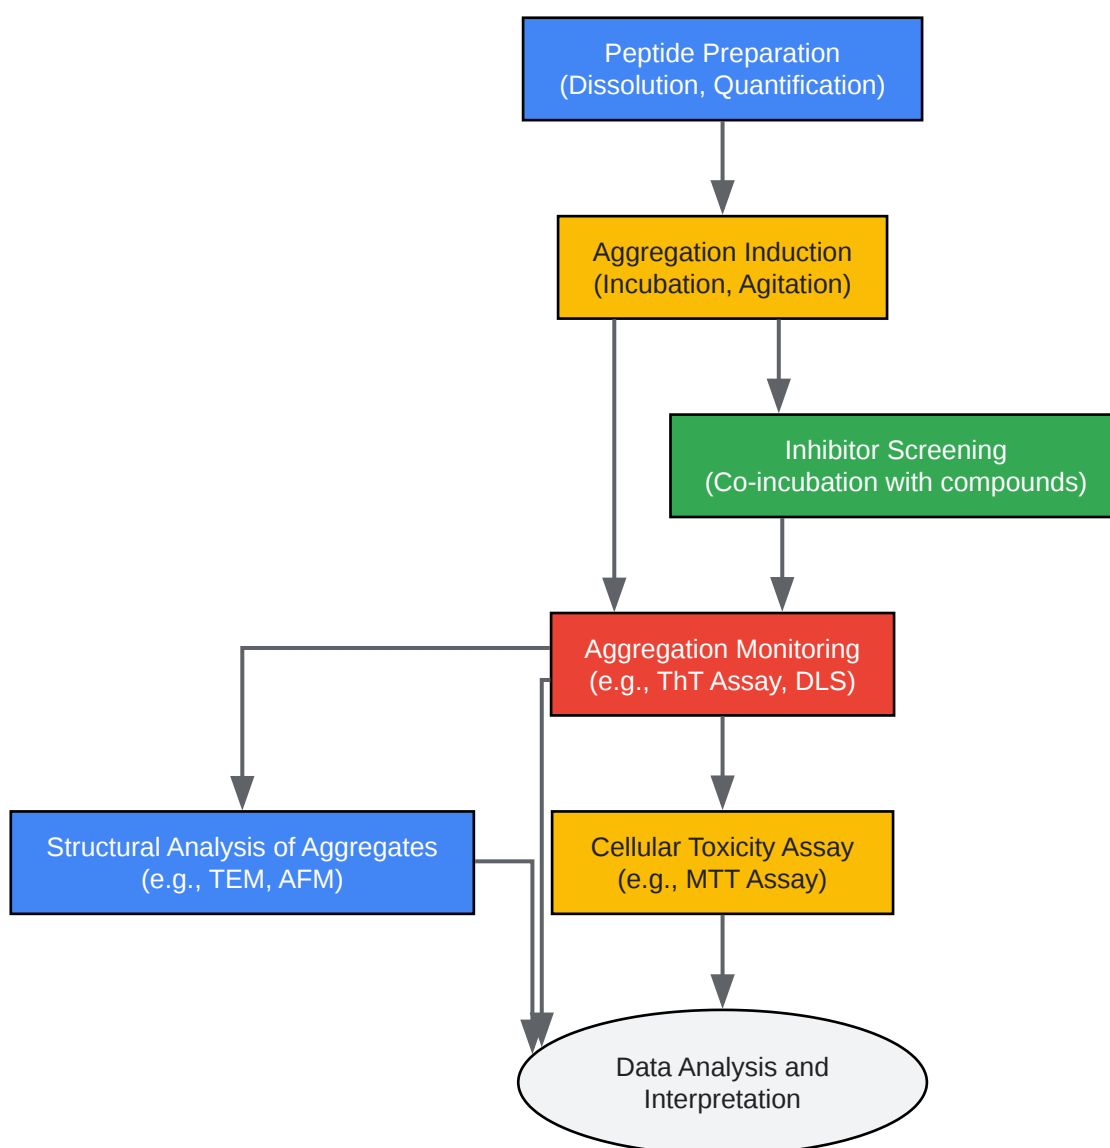 Peptide Preparation
(Dissolution, Quantification)
Aggregation Induction
(Incubation, Agitation)
Inhibitor Screening
(Co-incubation with compounds)
Aggregation Monitoring
(e.g., ThT Assay, DLS)
Structural Analysis of Aggregates
(e.g., TEM, AFM)
Cellular Toxicity Assay
(e.g., MTT Assay)
Data Analysis and
Interpretation